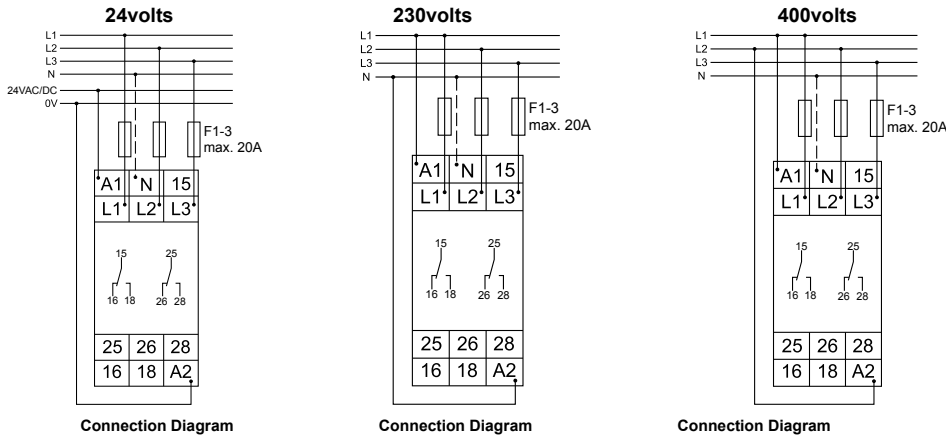 24volts
L1
L2
L3
N
24VAC/DC
0V
F1-3
max. 20A
A1 N 15
L1 L2 L3
15 25
16 18 26 28
25 26 28
16 18 A2
Connection Diagram
230volts
L1
L2
L3
N
F1-3
max. 20A
A1 N 15
L1 L2 L3
15 25
16 18 26 28
25 26 28
16 18 A2
Connection Diagram
400volts
L1
L2
L3
N
F1-3
max. 20A
A1 N 15
L1 L2 L3
15 25
16 18 26 28
25 26 28
16 18 A2
Connection Diagram